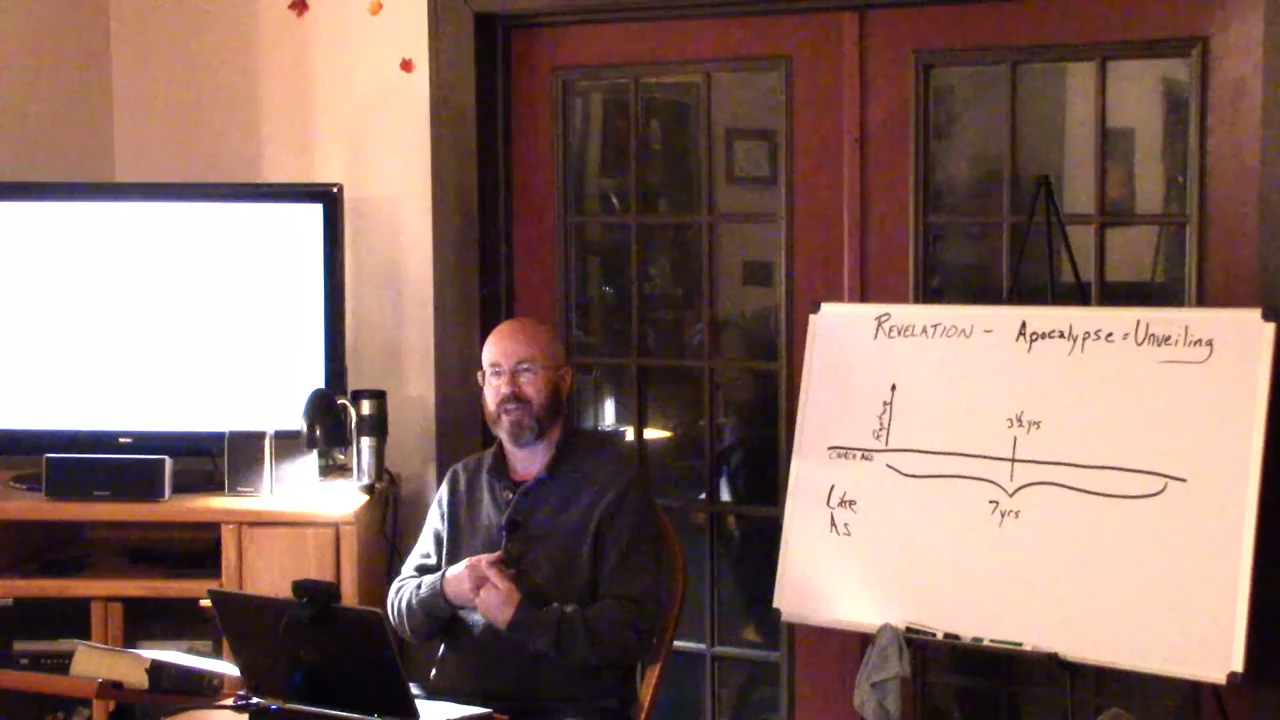 REVELATION - Apocalypse = Unveiling
Rapture
3½ yrs
CHURCH AGE
7yrs
Like
As